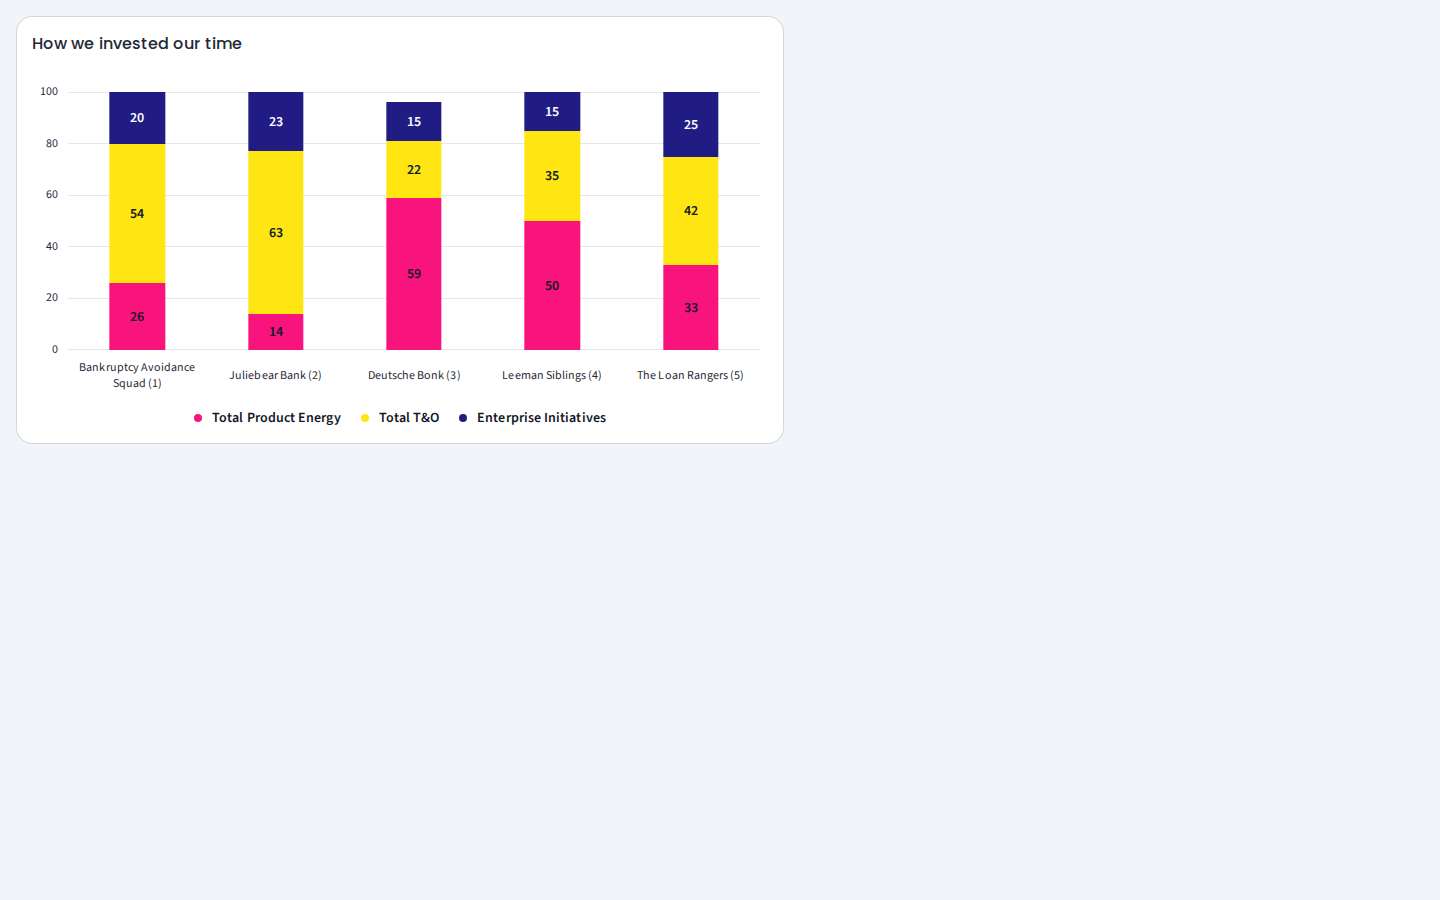 How we invested our time
100
80
60
40
20
0
20
23
15
15
25
54
63
22
35
42
26
14
59
50
33
Bankruptcy Avoidance
Squad (1)
Juliebear Bank (2)
Deutsche Bonk (3)
Leeman Siblings (4)
The Loan Rangers (5)
Total Product Energy
Total T&O
Enterprise Initiatives